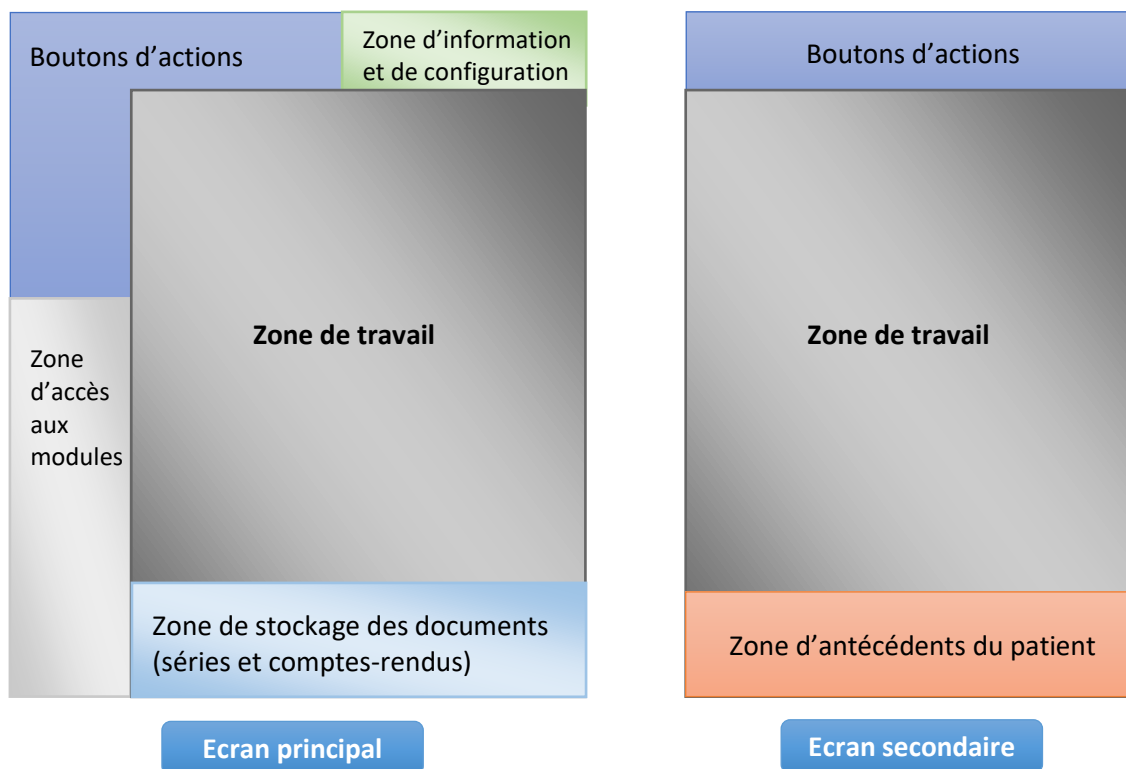 Boutons d’actions
Zone d’information
et de configuration
Zone de travail
Zone
d’accès
aux
modules
Zone de stockage des documents
(séries et comptes-rendus)
Ecran principal
Boutons d’actions
Zone de travail
Zone d’antécédents du patient
Ecran secondaire